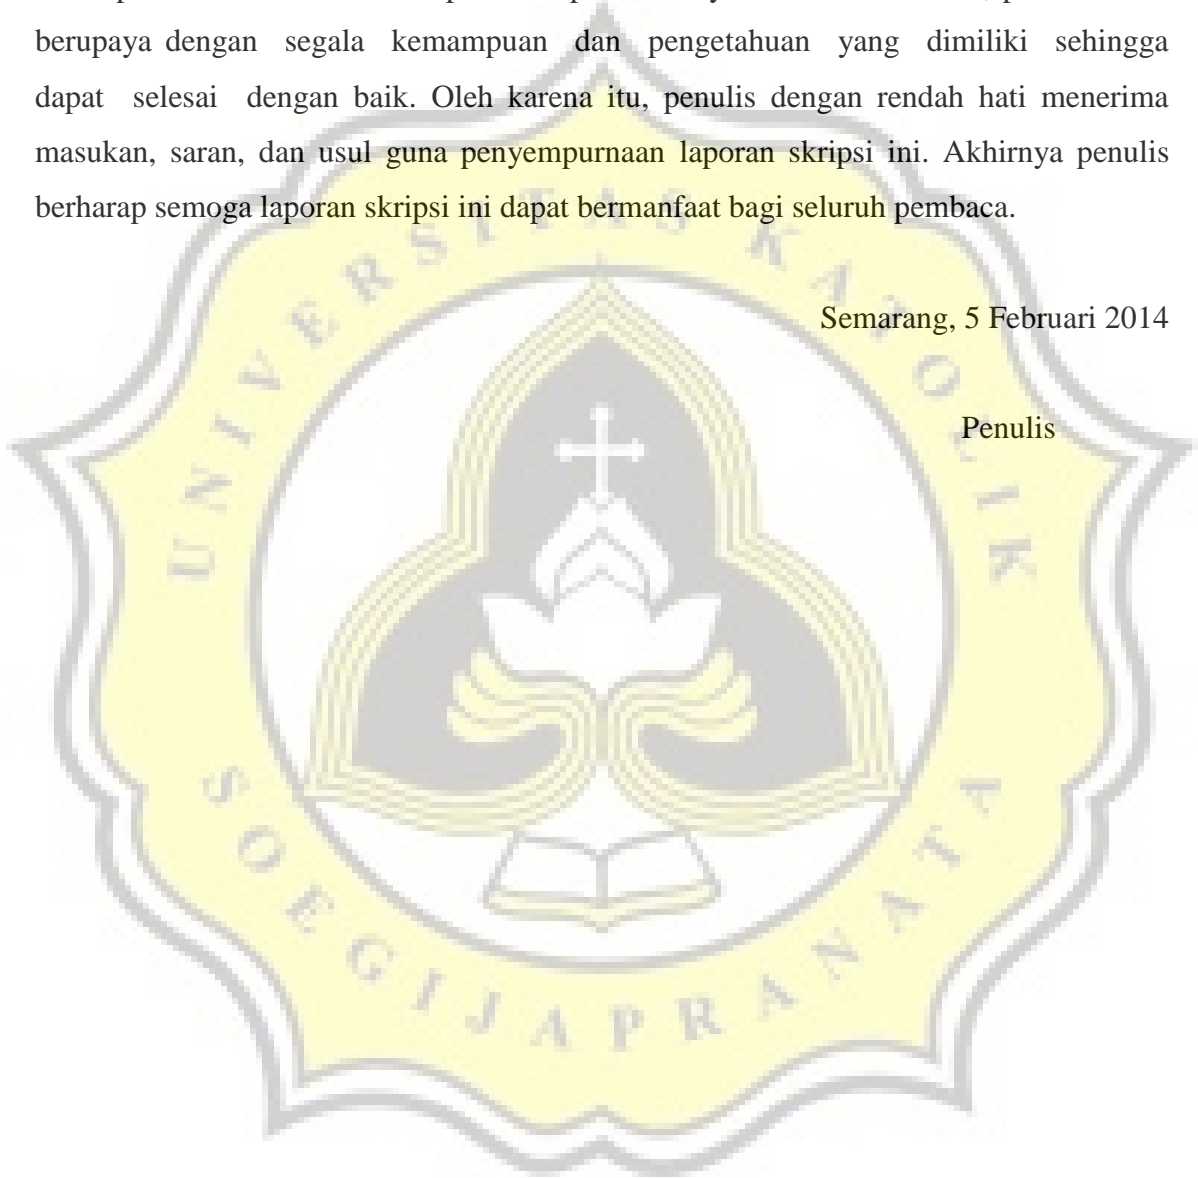 berupaya dengan segala kemampuan dan pengetahuan yang dimiliki sehingga
dapat selesai dengan baik. Oleh karena itu, penulis dengan rendah hati menerima
masukan, saran, dan usul guna penyempurnaan laporan skripsi ini. Akhirnya penulis
berharap semoga laporan skripsi ini dapat bermanfaat bagi seluruh pembaca.
Semarang, 5 Februari 2014
Penulis
UNIVERSITAS KATOLIK
SOEGIJAPRANATA